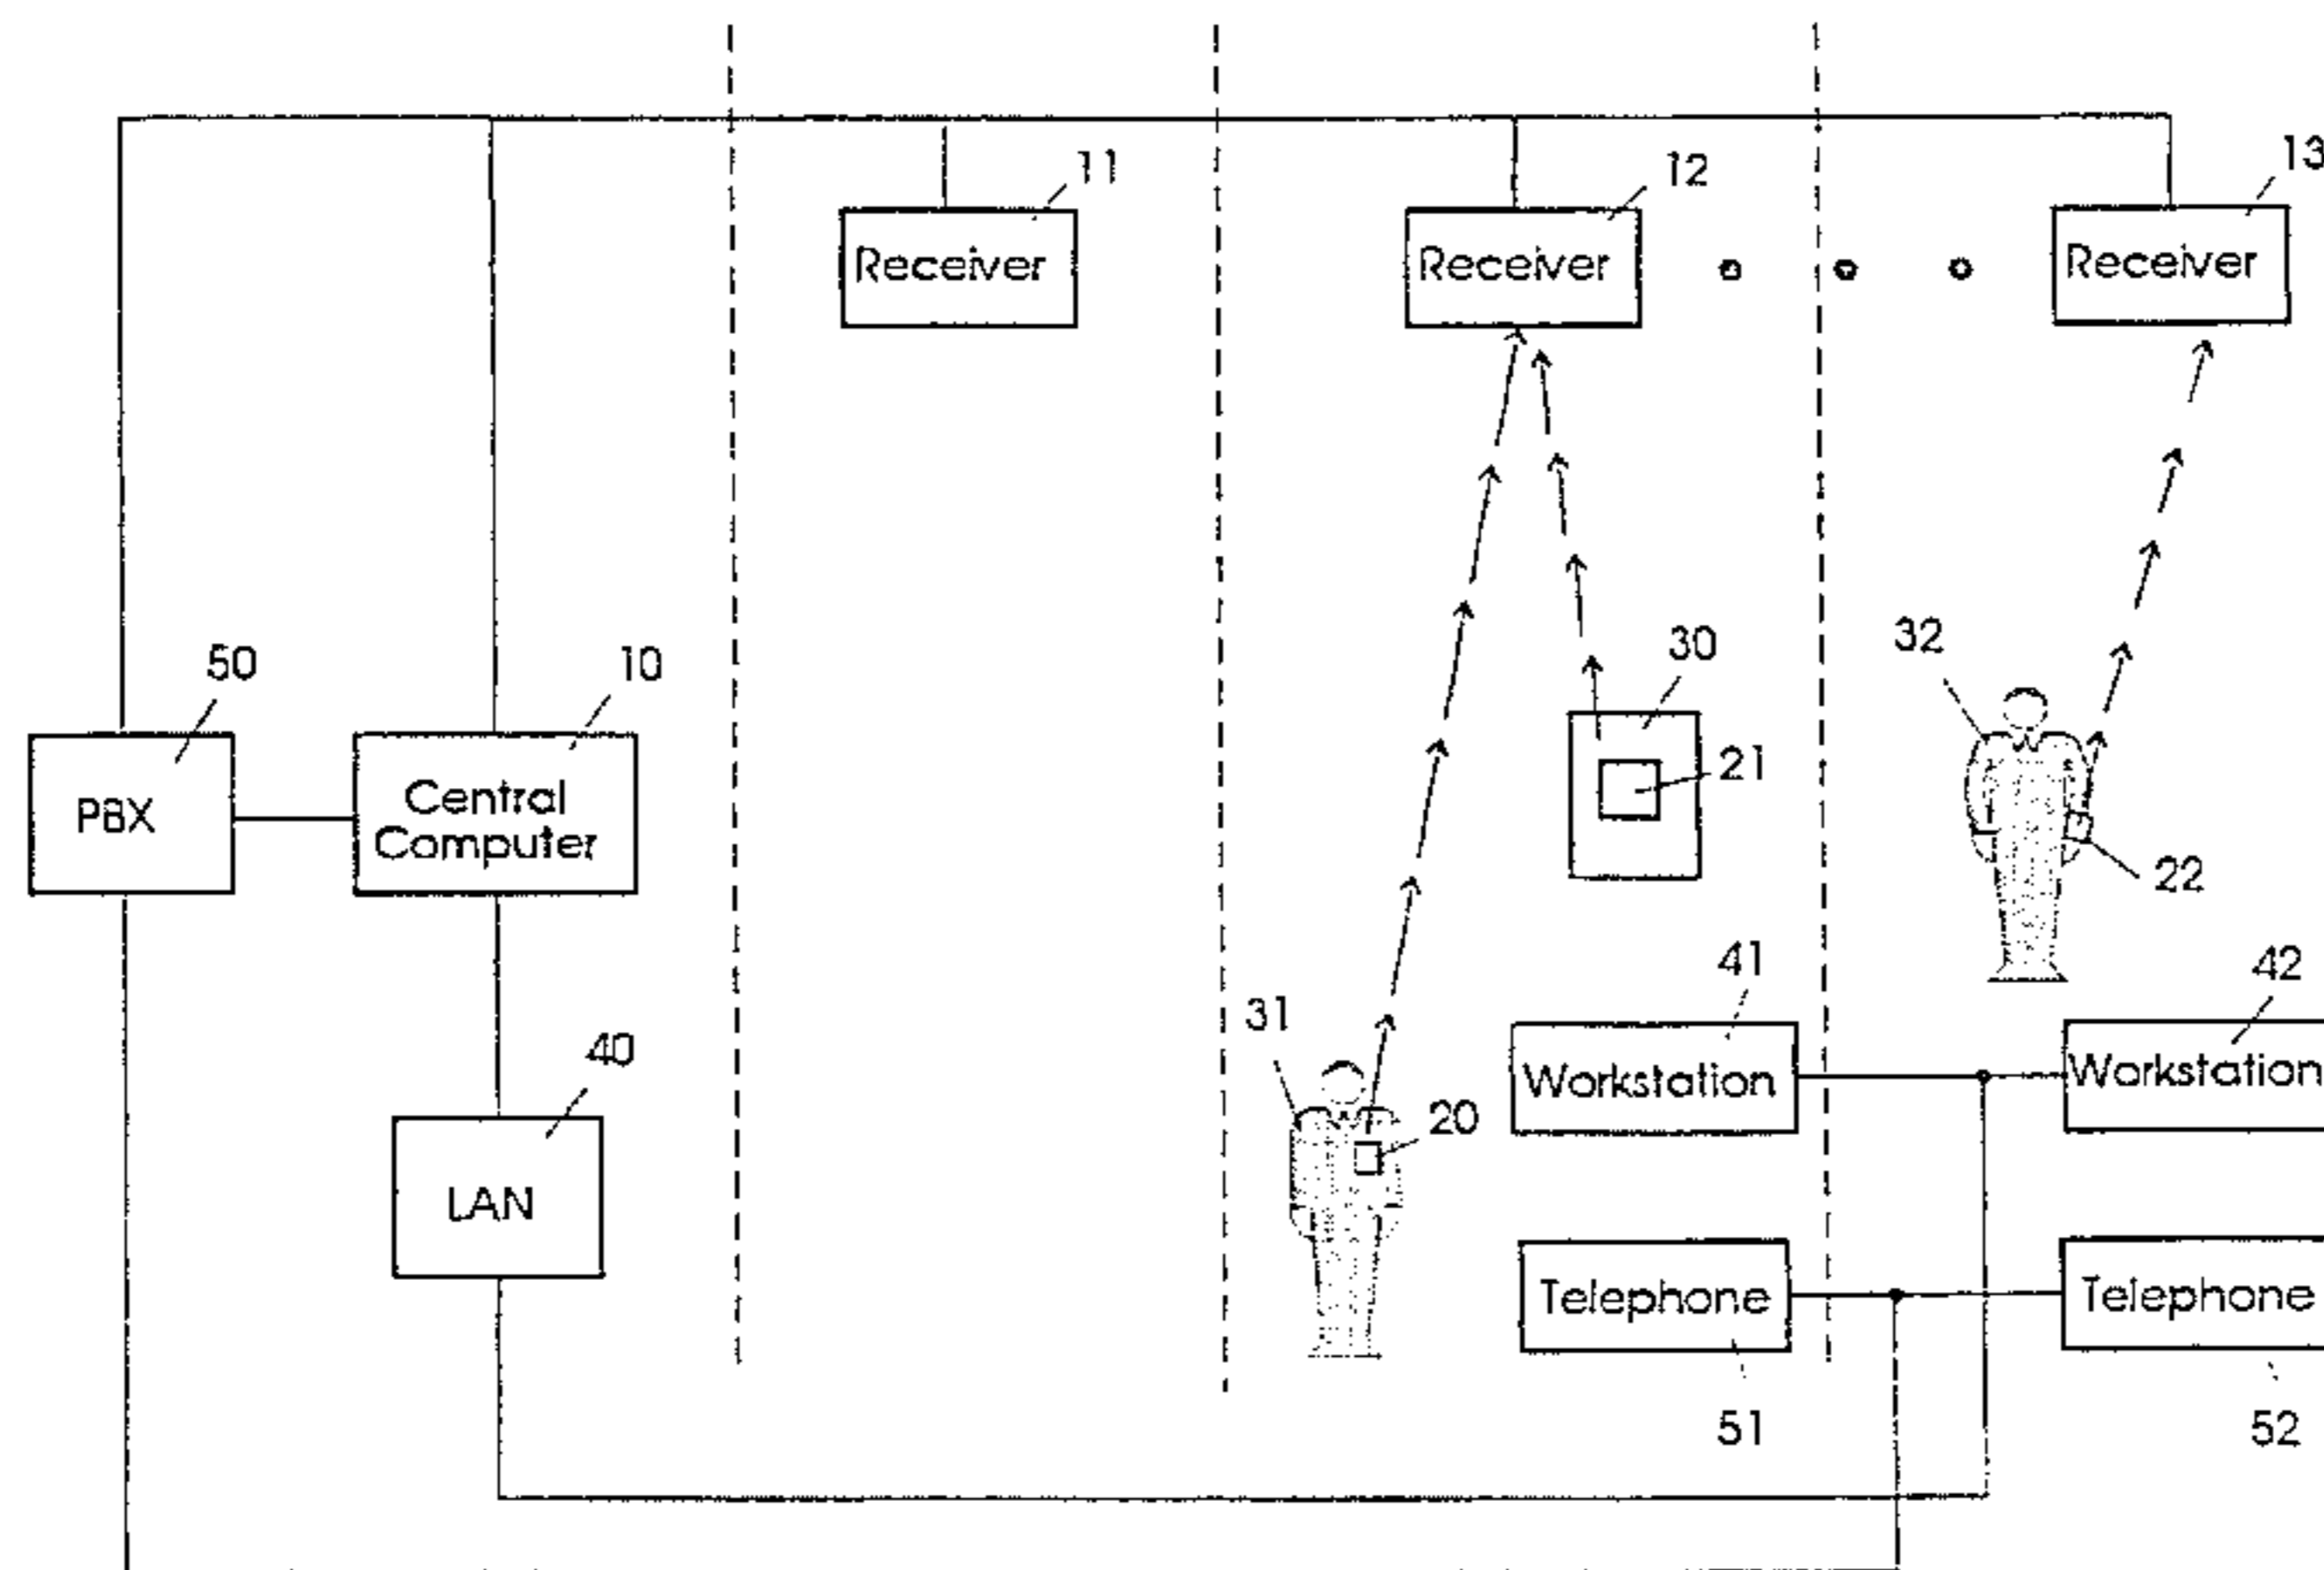 11
12
13
Receiver
Receiver
Receiver
50
10
30
32
PBX
Central
Computer
21
22
40
31
41
42
LAN
20
Workstation
Workstation
Telephone
Telephone
51
52